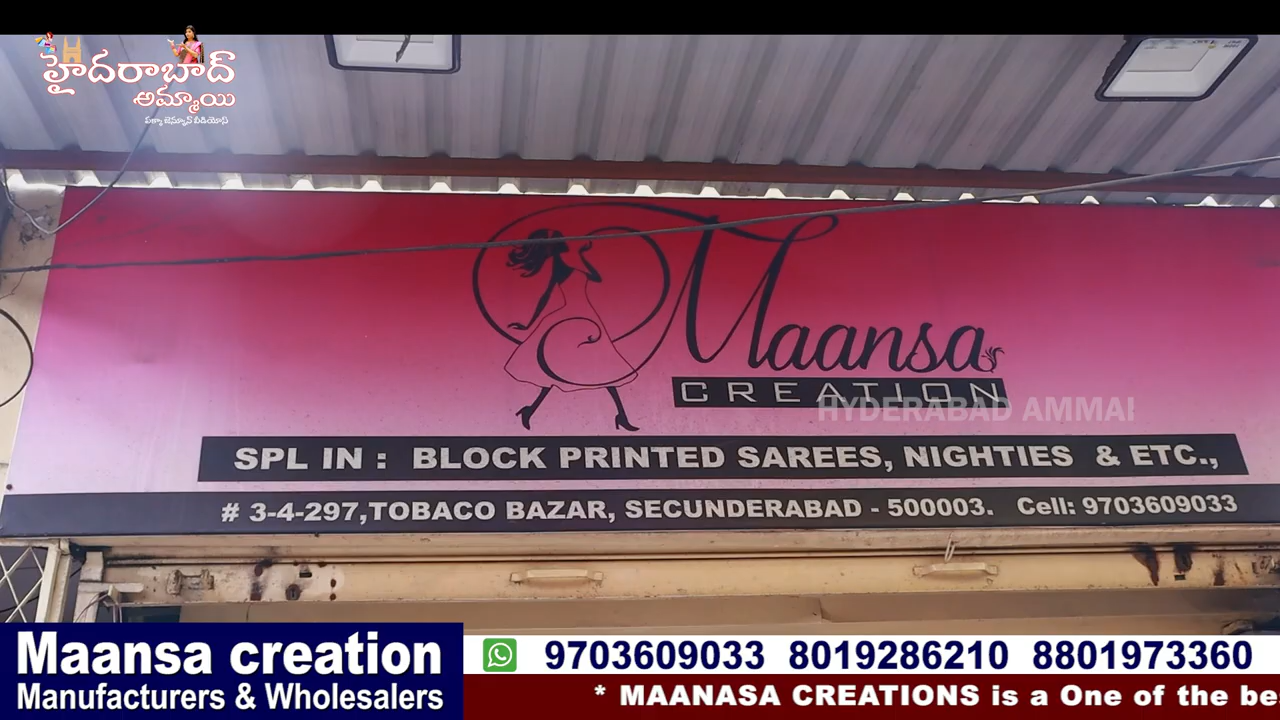 హైదరాబాద్
అమ్మాయి
పక్కా జెన్యూన్ వీడియోస్
Maansa
CREATION
HYDERABAD AMMAI
SPL IN : BLOCK PRINTED SAREES, NIGHTIES & ETC.,
# 3-4-297,TOBACO BAZAR, SECUNDERABAD - 500003. Cell: 9703609033
Maansa creation
Manufacturers & Wholesalers
9703609033 8019286210 8801973360
* MAANASA CREATIONS is a One of the be